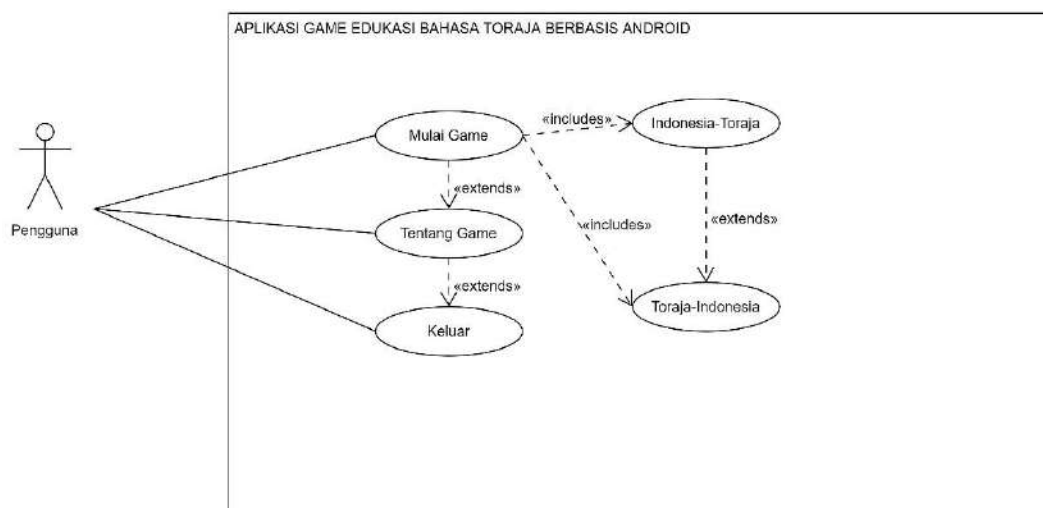 APLIKASI GAME EDUKASI BAHASA TORAJA BERBASIS ANDROID
Mulai Game
«includes»
Indonesia-Toraja
«extends»
Pengguna
Tentang Game
«includes»
«extends»
«extends»
Keluar
Toraja-Indonesia